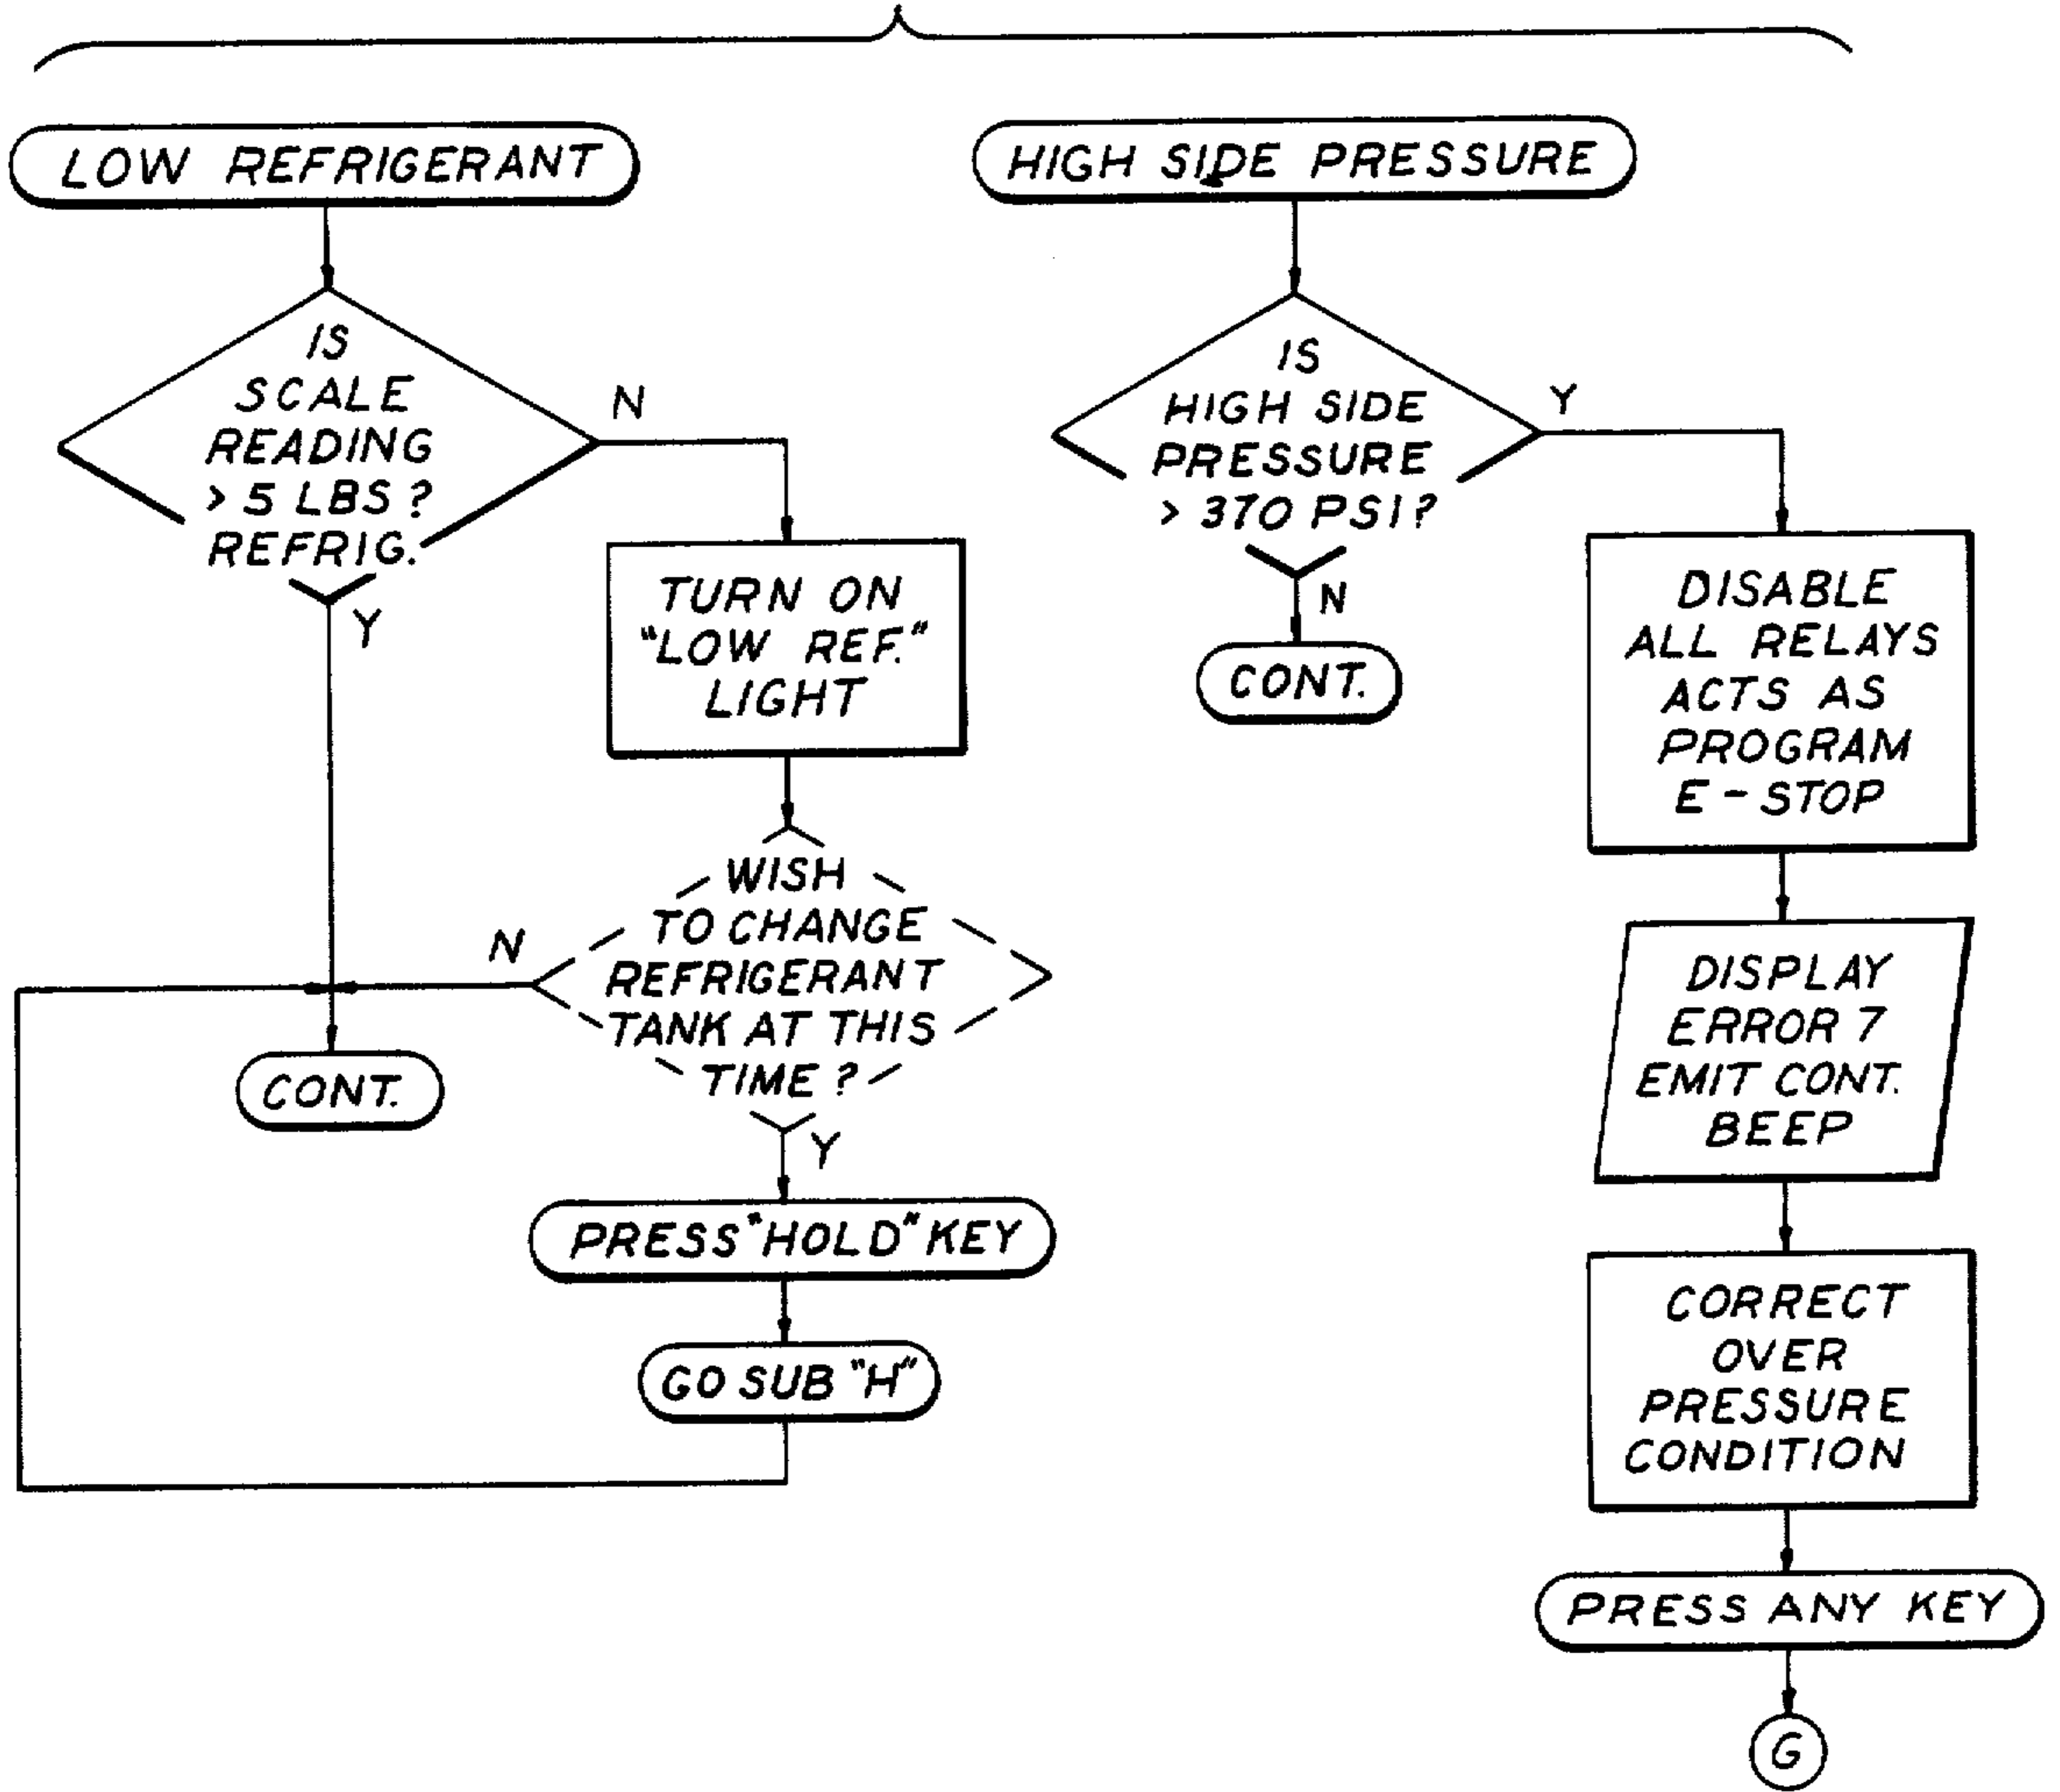 LOW REFRIGERANT
IS
SCALE
READING
> 5 LBS ?
REFRIG.
N
Y
TURN ON
"LOW REF."
LIGHT
WISH
TO CHANGE
REFRIGERANT
TANK AT THIS
TIME ?
N
Y
CONT.
PRESS "HOLD" KEY
GO SUB "H"
HIGH SIDE PRESSURE
IS
HIGH SIDE
PRESSURE
> 370 PSI ?
Y
N
CONT.
DISABLE
ALL RELAYS
ACTS AS
PROGRAM
E-STOP
DISPLAY
ERROR 7
EMIT CONT.
BEEP
CORRECT
OVER
PRESSURE
CONDITION
PRESS ANY KEY
G